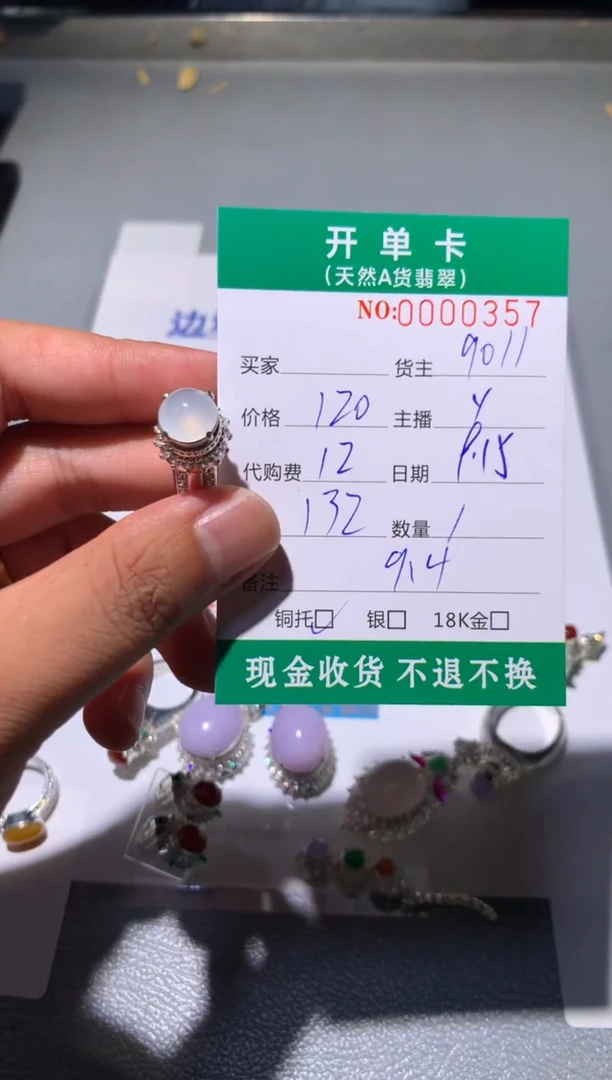 开单卡
(天然A货翡翠)
NO:0000357
买家 货主 9011
价格 120 主播 y
代购费 12 日期 9.15
132 数量 1
备注 9.4
铜托☑ 银☐ 18K金☐
现金收货 不退不换
边